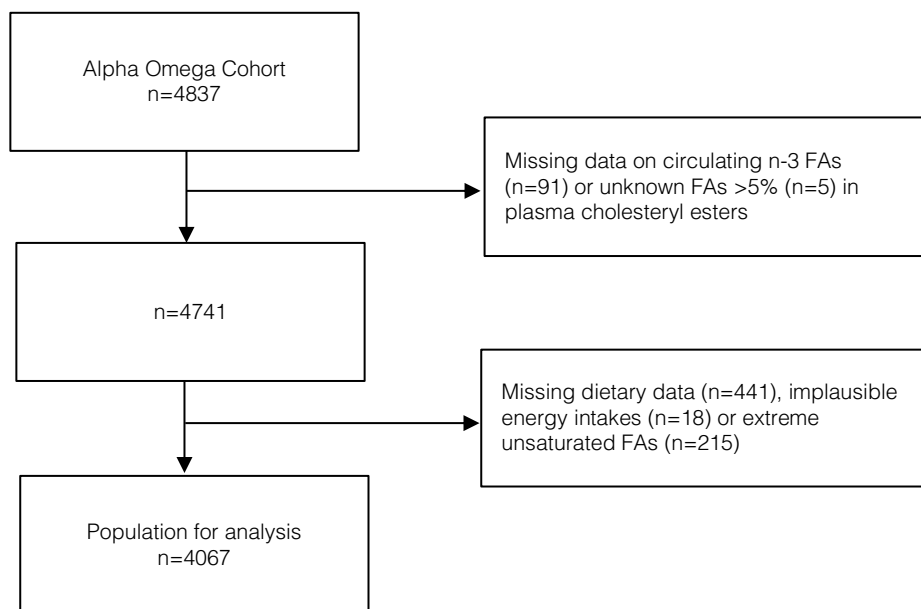 Alpha Omega Cohort
n=4837
Missing data on circulating n-3 FAs
(n=91) or unknown FAs >5% (n=5) in
plasma cholesteryl esters
n=4741
Missing dietary data (n=441), implausible
energy intakes (n=18) or extreme
unsaturated FAs (n=215)
Population for analysis
n=4067